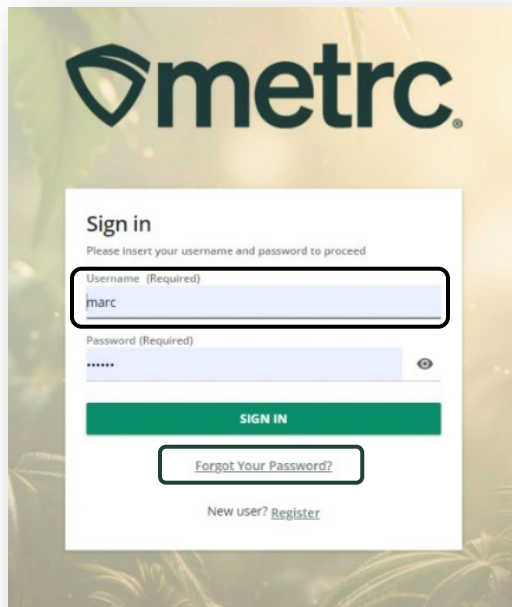 metrc®
Sign in
Please insert your username and password to proceed
Username (Required)
marc
Password (Required)
••••••
SIGN IN
Forgot Your Password?
New user? Register